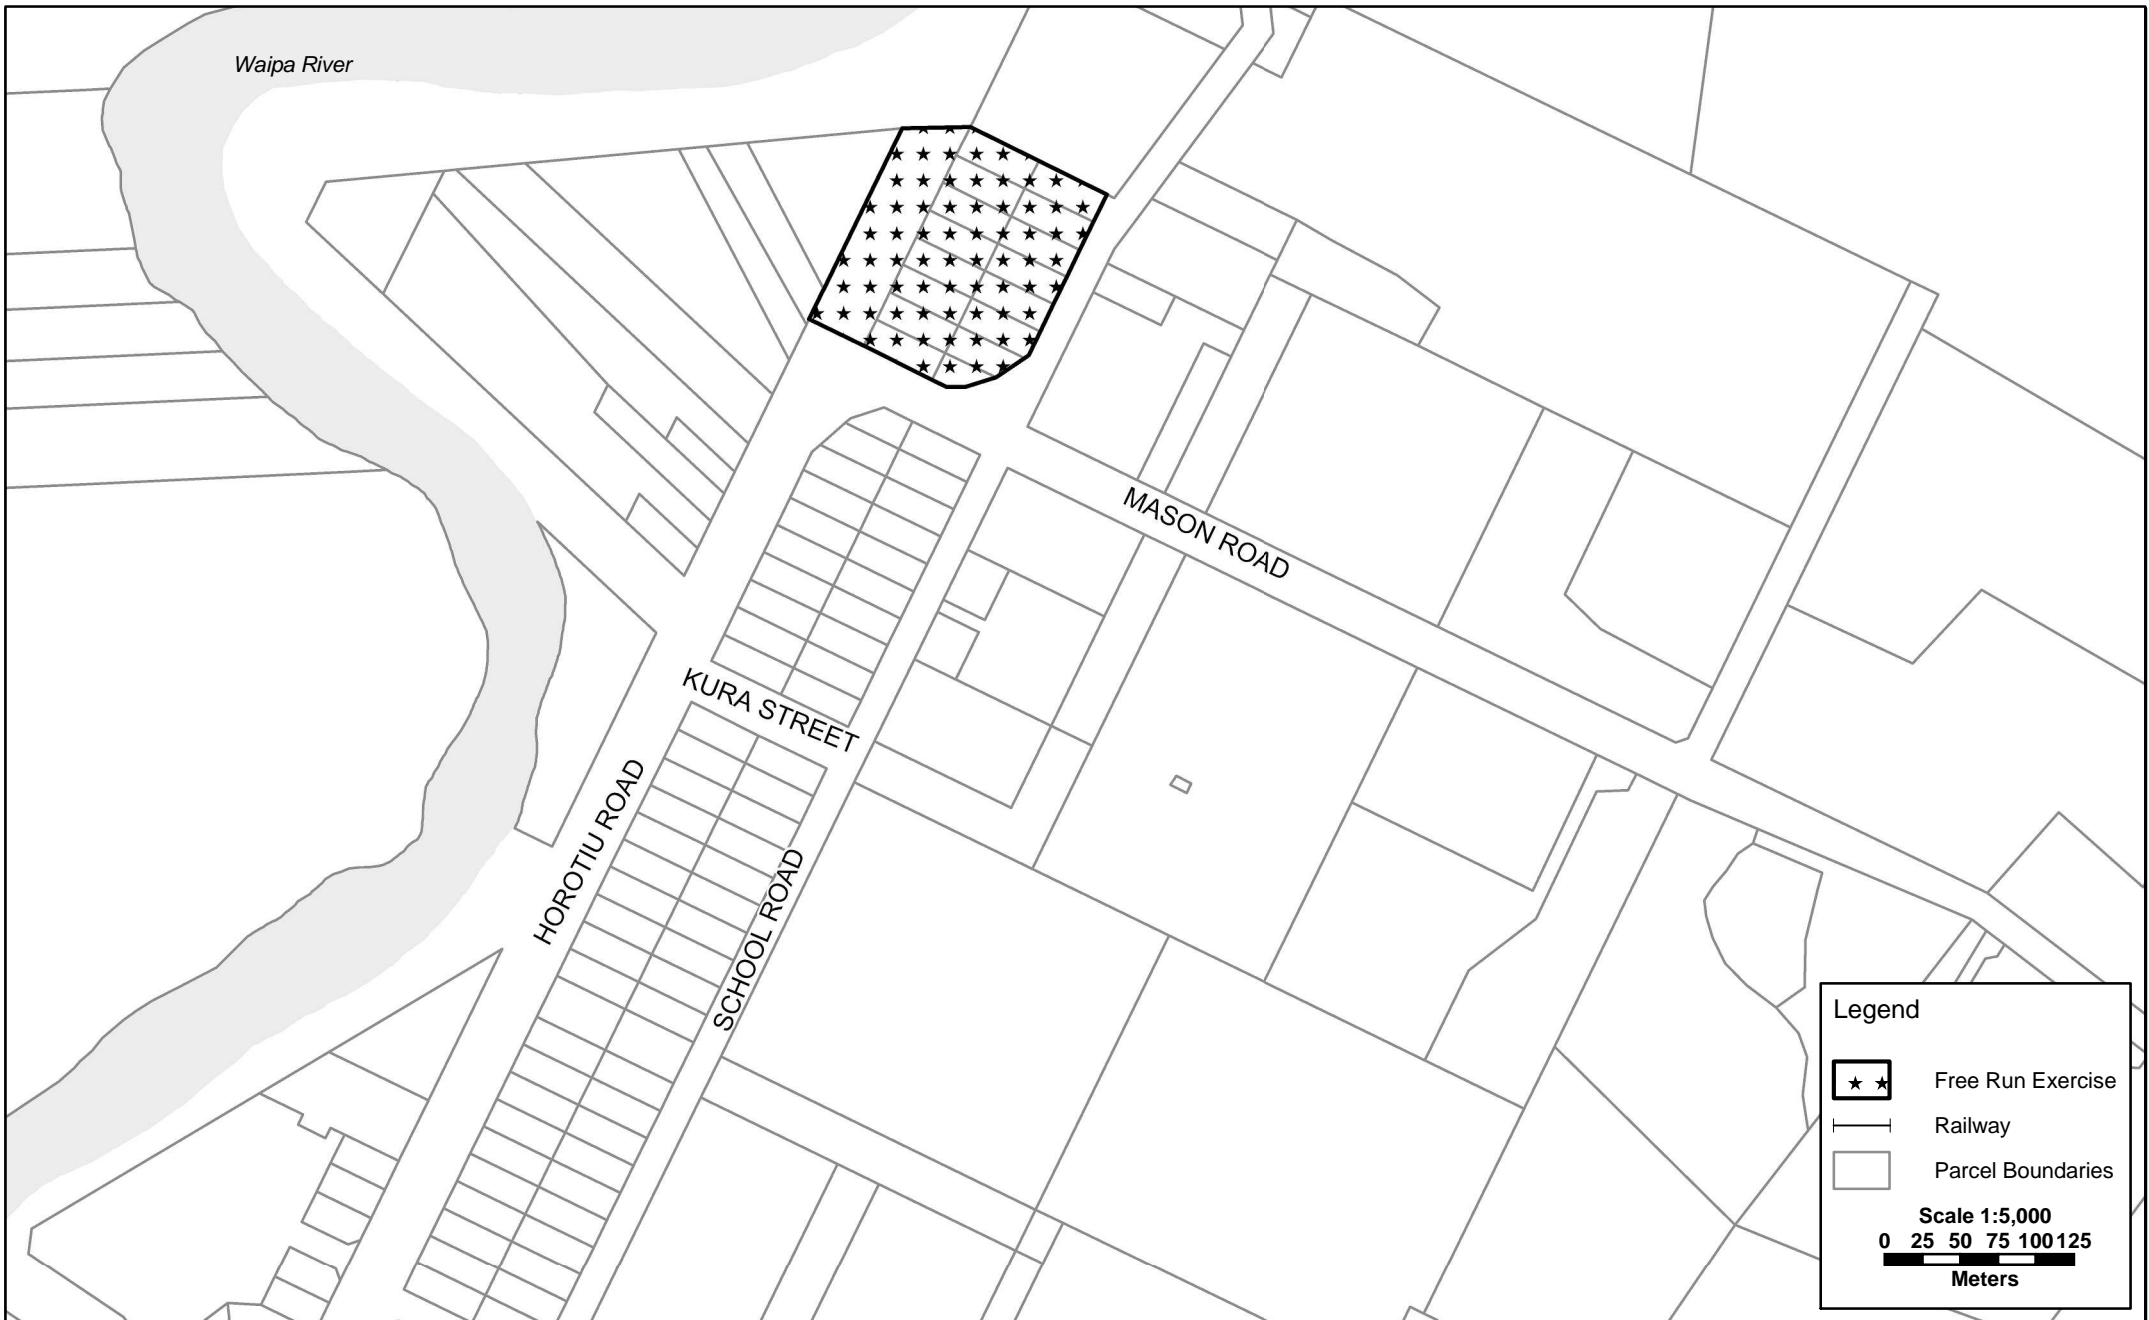 Waipa River
MASON ROAD
KURA STREET
HOROTIU ROAD
SCHOOL ROAD
Legend
Free Run Exercise
Railway
Parcel Boundaries
Scale 1:5,000
0 25 50 75 100 125
Meters